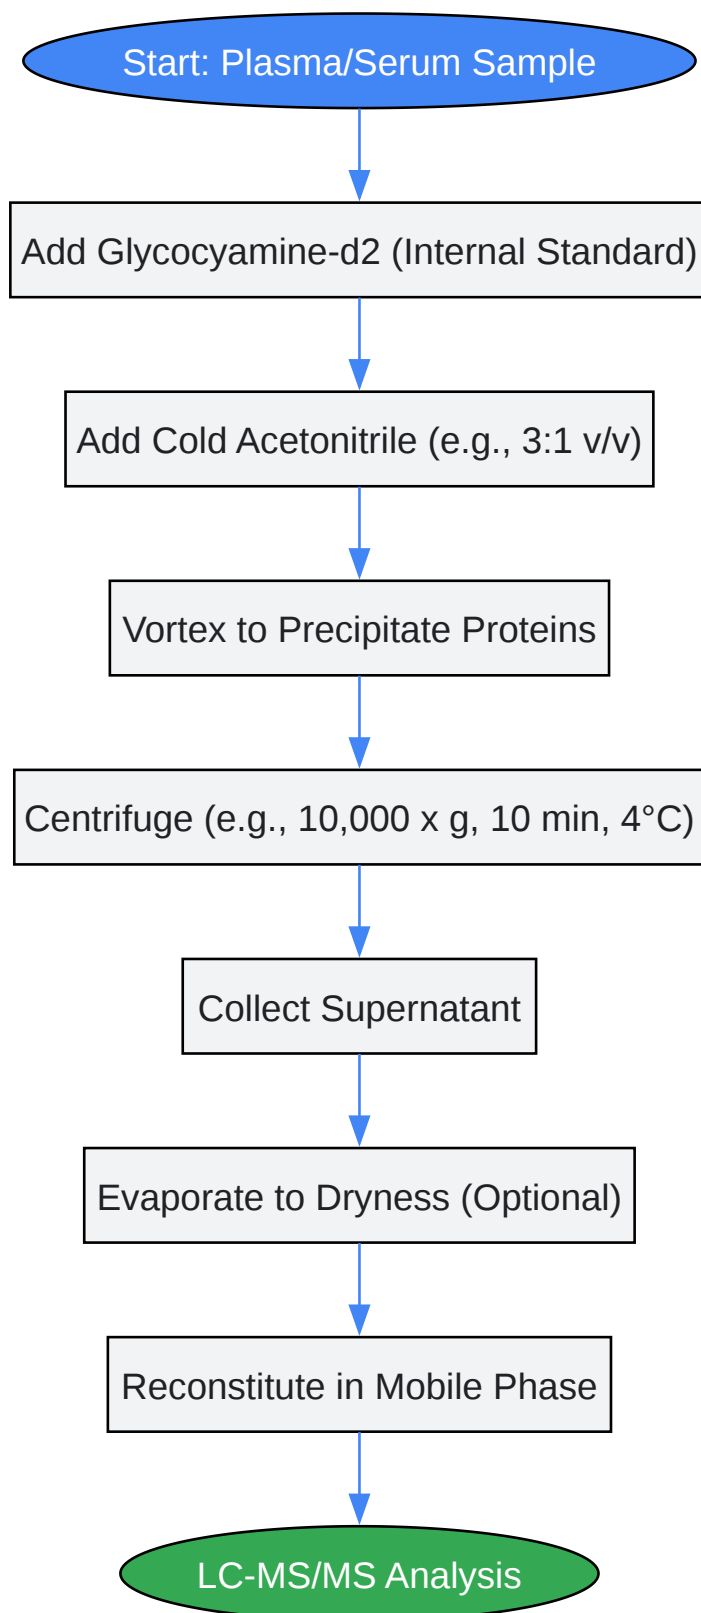 Start: Plasma/Serum Sample
Add Glycocyamine-d2 (Internal Standard)
Add Cold Acetonitrile (e.g., 3:1 v/v)
Vortex to Precipitate Proteins
Centrifuge (e.g., 10,000 x g, 10 min, 4°C)
Collect Supernatant
Evaporate to Dryness (Optional)
Reconstitute in Mobile Phase
LC-MS/MS Analysis